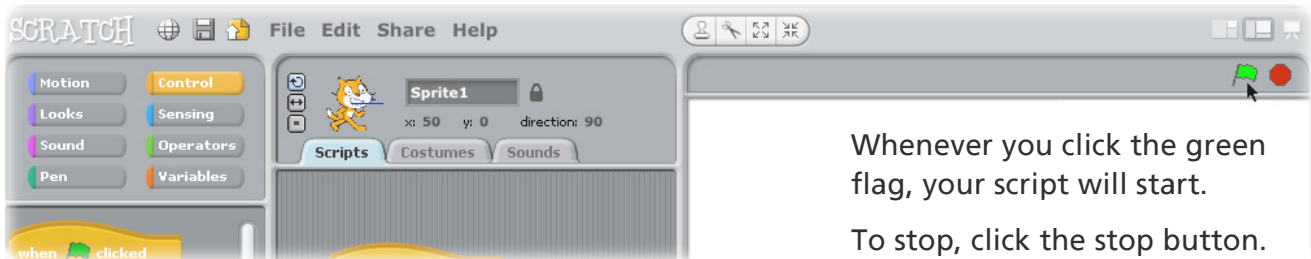 SCRATCH File Edit Share Help
Motion Control
Looks Sensing
Sound Operators
Pen Variables
when clicked
Sprite1
x: 50 y: 0 direction: 90
Scripts Costumes Sounds
Whenever you click the green
flag, your script will start.
To stop, click the stop button.